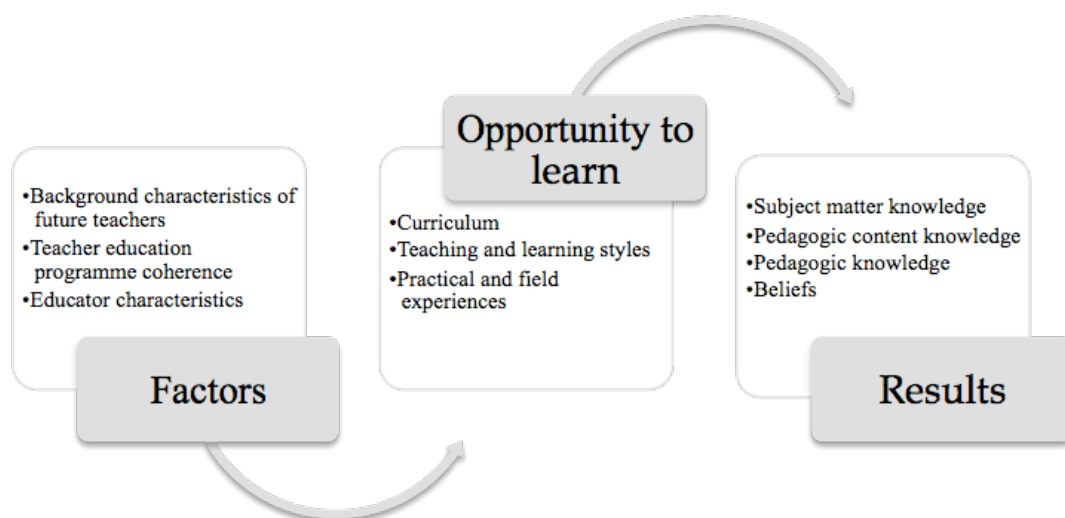 •Background characteristics of
future teachers
•Teacher education
programme coherence
•Educator characteristics
Factors
Opportunity to
learn
•Curriculum
•Teaching and learning styles
•Practical and field
experiences
•Subject matter knowledge
•Pedagogic content knowledge
•Pedagogic knowledge
•Beliefs
Results